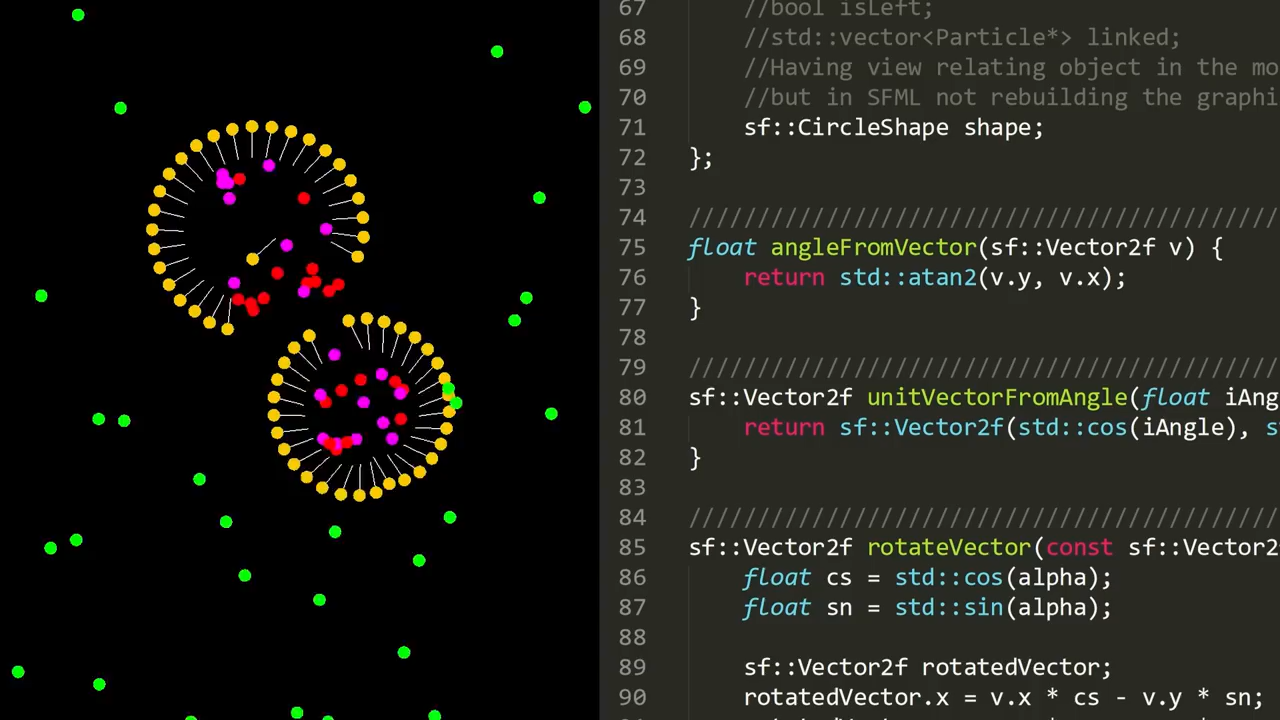 67 //bool isLeft;
68 //std::vector<Particle*> linked;
69 //Having view relating object in the mo
70 //but in SFML not rebuilding the graphi
71 sf::CircleShape shape;
72 };
73
74 ////////////////////////////////
75 float angleFromVector(sf::Vector2f v) {
76 return std::atan2(v.y, v.x);
77 }
78
79 ////////////////////////////////
80 sf::Vector2f unitVectorFromAngle(float iAng
81 return sf::Vector2f(std::cos(iAngle), s
82 }
83
84 ////////////////////////////////
85 sf::Vector2f rotateVector(const sf::Vector2
86 float cs = std::cos(alpha);
87 float sn = std::sin(alpha);
88
89 sf::Vector2f rotatedVector;
90 rotatedVector.x = v.x * cs - v.y * sn;